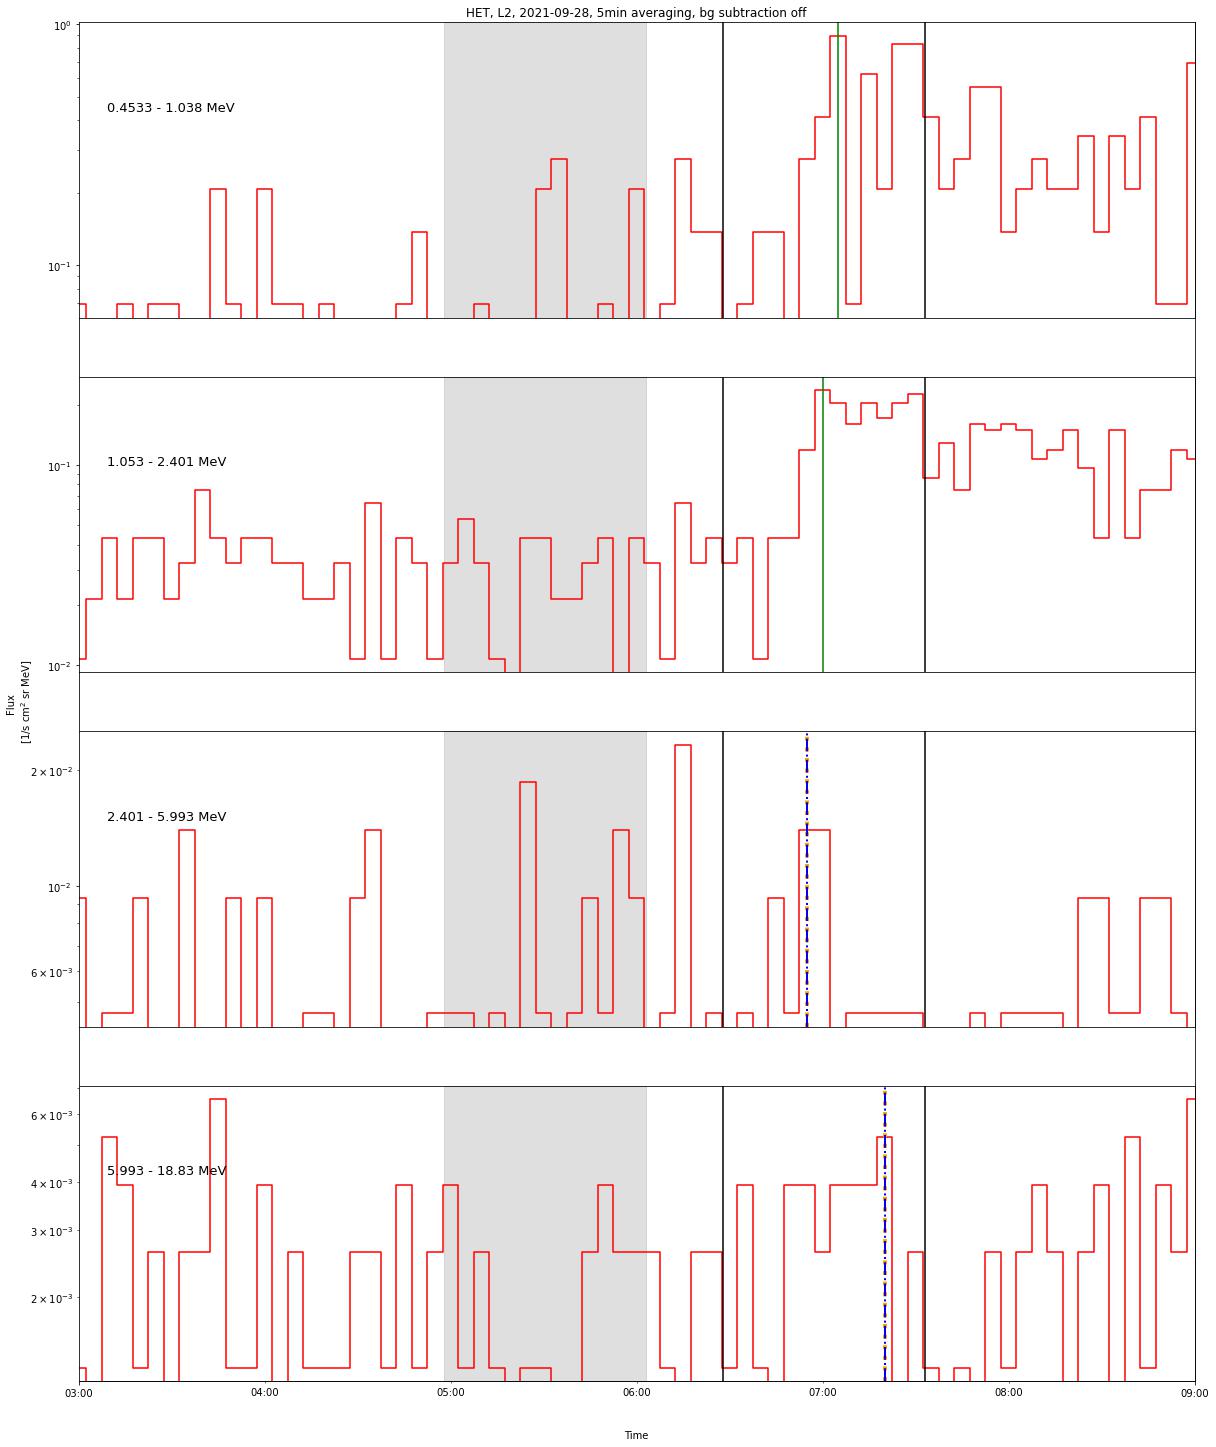 HET, L2, 2021-09-28, 5min averaging, bg subtraction off
10⁰
0.4533 - 1.038 MeV
10⁻¹
10⁻¹
1.053 - 2.401 MeV
10⁻²
Flux
[1/s cm² sr MeV]
2 × 10⁻²
2.401 - 5.993 MeV
10⁻²
6 × 10⁻³
6 × 10⁻³
5.993 - 18.83 MeV
4 × 10⁻³
3 × 10⁻³
2 × 10⁻³
03:00 04:00 05:00 06:00 07:00 08:00 09:00
Time